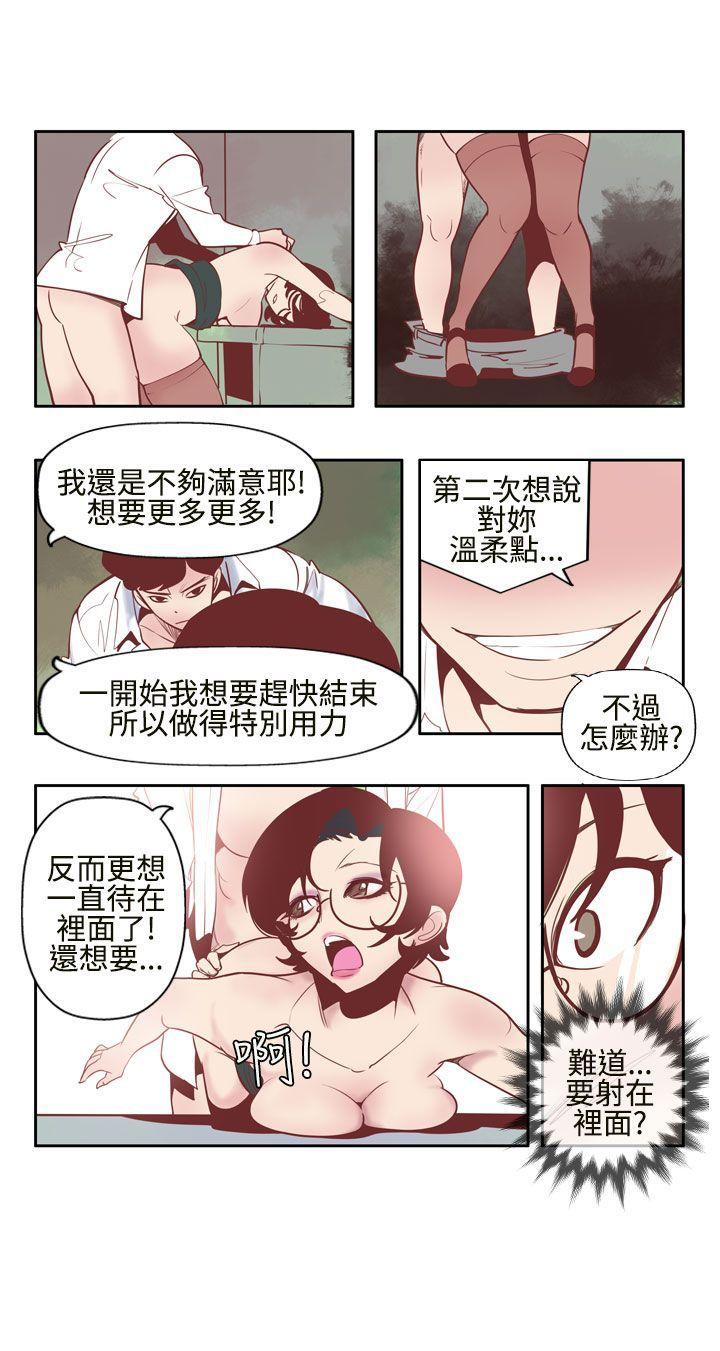 我還是不夠滿意耶!
想要更多更多!
一開始我想要趕快結束
所以做得特別用力
第二次想說
對妳
溫柔點...
不過
怎麼辦?
反而更想
一直待在
裡面了!
還想要...
啊!
難道...
要射在
裡面?